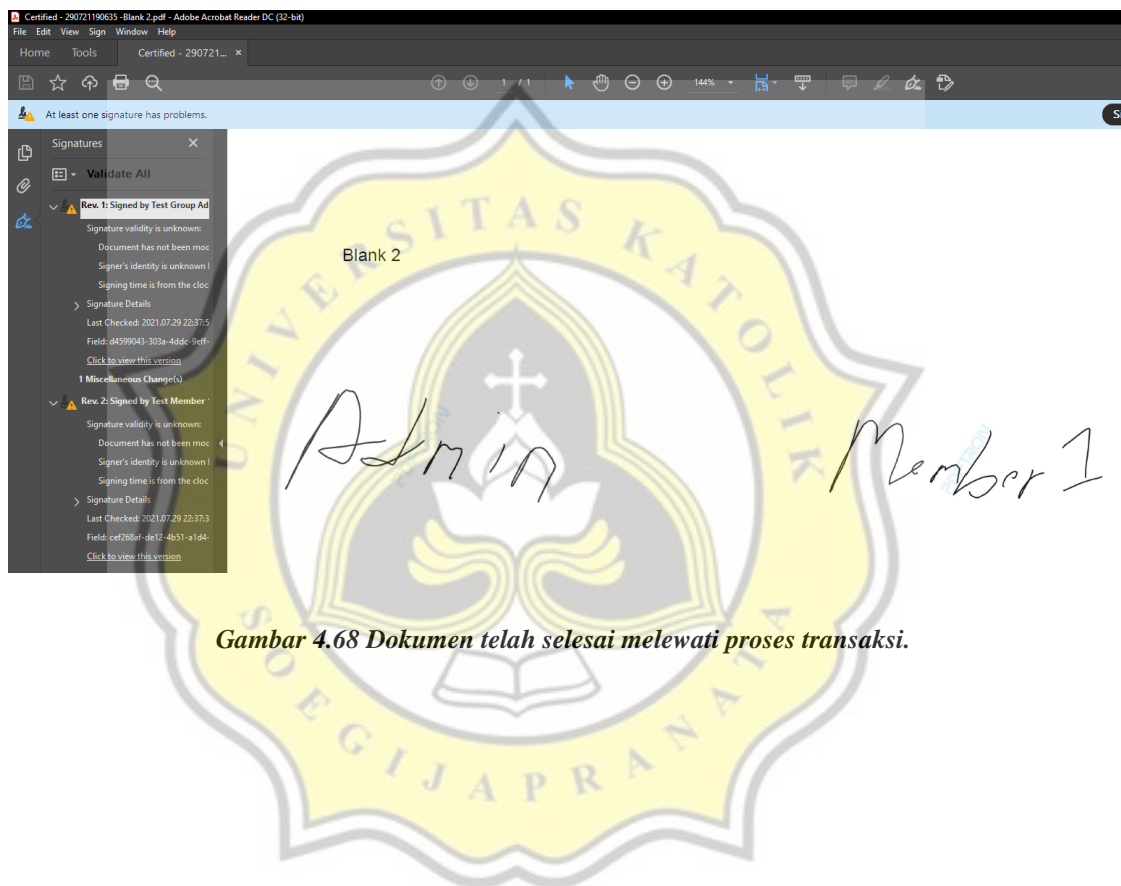 Certified - 290721190635 -Blank 2.pdf - Adobe Acrobat Reader DC (32-bit)
File Edit View Sign Window Help
Home Tools Certified - 290721... ×
1 / 1 144%
At least one signature has problems.
Signatures
Validate All
Rev. 1: Signed by Test Group Ad
Signature validity is unknown:
Document has not been moc
Signer's identity is unknown
Signing time is from the cloc
Signature Details
Last Checked: 2021.07.29 22:37:5
Field: d4599043-303a-4ddc-9eff-
Click to view this version
1 Miscellaneous Change(s)
Rev. 2: Signed by Test Member
Signature validity is unknown:
Document has not been moc
Signer's identity is unknown
Signing time is from the cloc
Signature Details
Last Checked: 2021.07.29 22:37:3
Field: cef268af-de12-4b51-a1d4-
Click to view this version
Blank 2
Admin
Member 1
UNIVERSITAS KATOLIK
SOEGIJAPRANATA
Gambar 4.68 Dokumen telah selesai melewati proses transaksi.